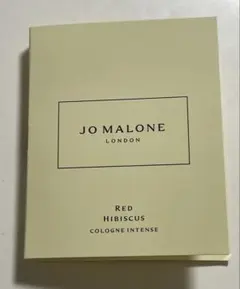 JO MALONE
LONDON
RED
HIBISCUS
COLOGNE INTENSE